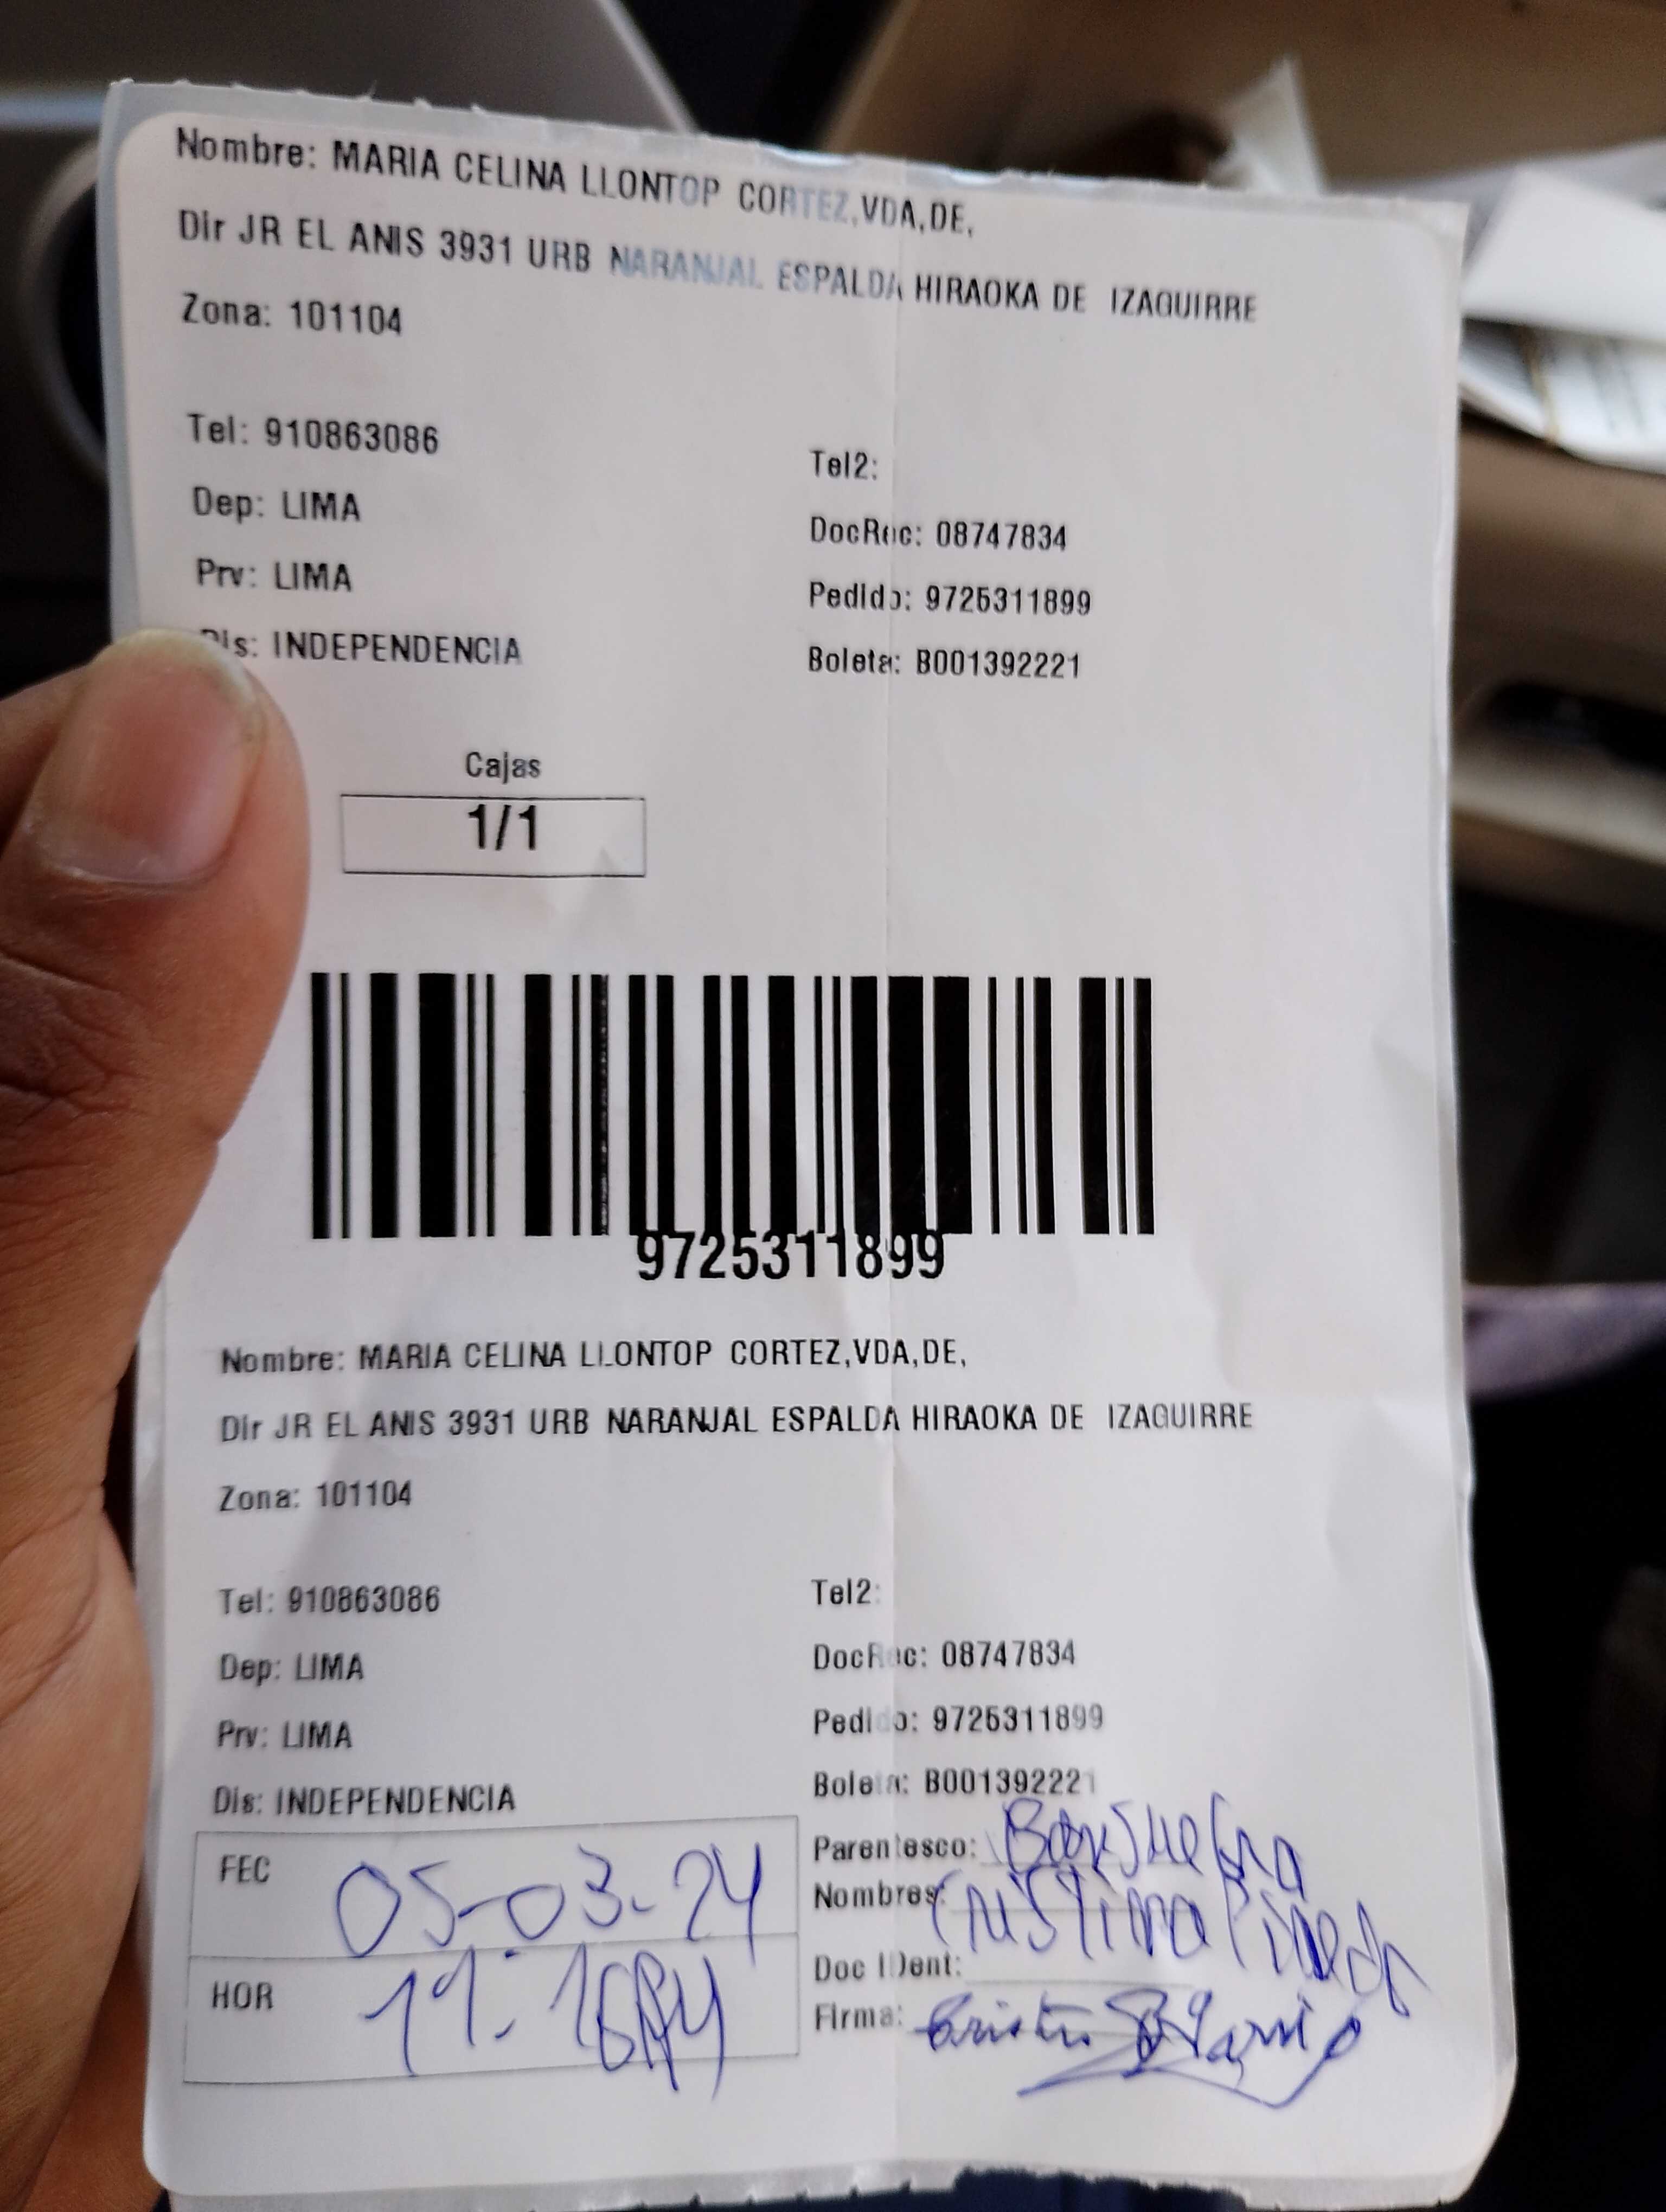 Nombre: MARIA CELINA LLONTOP CORTEZ,VDA,DE,
Dir JR EL ANIS 3931 URB NARANJAL ESPALDA HIRAOKA DE IZAGUIRRE
Zona: 101104
Tel: 910863086
Tel2:
Dep: LIMA
DocRec: 08747834
Prv: LIMA
Pedido: 9725311899
Dis: INDEPENDENCIA
Boleta: B001392221
Cajas
1/1
9725311899
Nombre: MARIA CELINA LLONTOP CORTEZ,VDA,DE,
Dir JR EL ANIS 3931 URB NARANJAL ESPALDA HIRAOKA DE IZAGUIRRE
Zona: 101104
Tel: 910863086
Tel2:
Dep: LIMA
DocRec: 08747834
Prv: LIMA
Pedido: 9725311899
Dis: INDEPENDENCIA
Boleta: B001392221
FEC 05-03-24
Parentesco:
Nombres: Cristina Pineda
HOR
Doc IDent:
Firma: